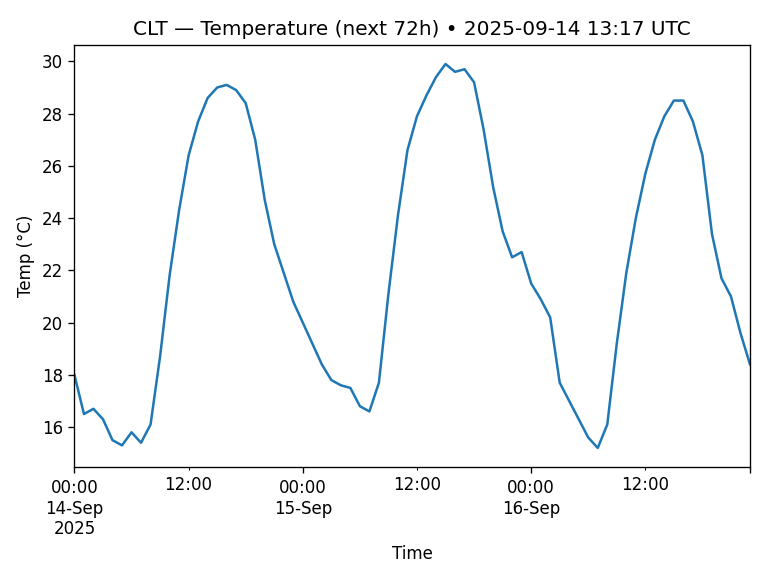 CLT — Temperature (next 72h) • 2025-09-14 13:17 UTC
Temp (°C)
30
28
26
24
22
20
18
16
00:00 12:00 00:00 12:00 00:00 12:00
14-Sep 15-Sep 16-Sep
2025
Time